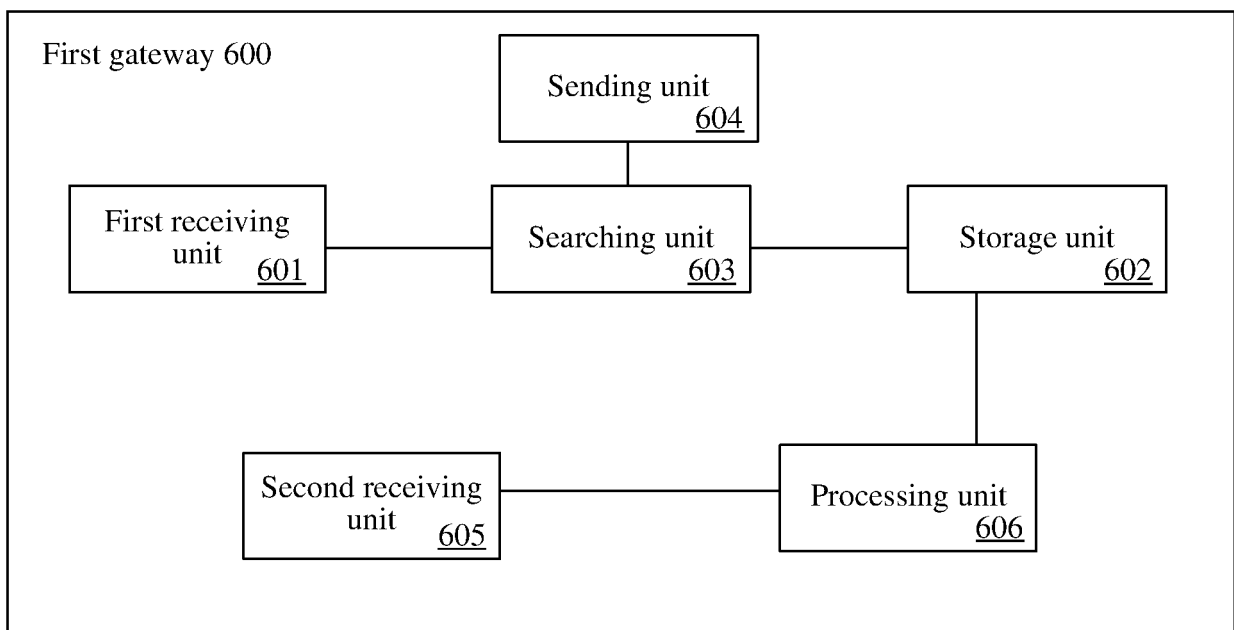 First gateway 600
Sending unit
604
First receiving
unit
601
Searching unit
603
Storage unit
602
Second receiving
unit
605
Processing unit
606